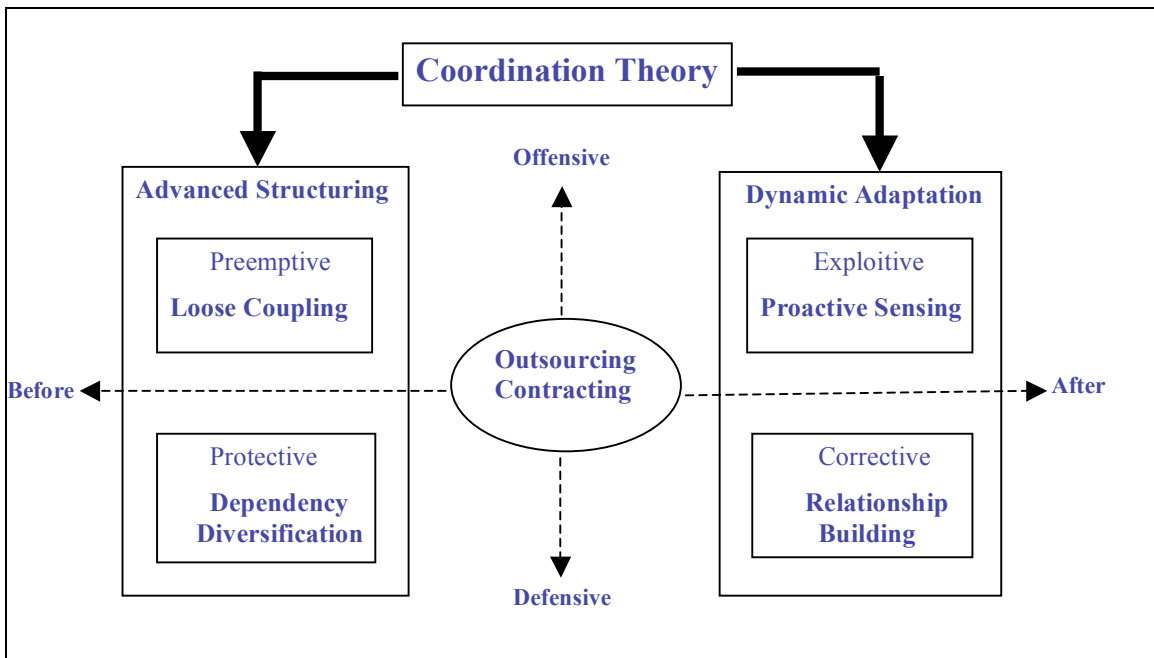 Coordination Theory
Offensive
Advanced Structuring
Preemptive
Loose Coupling
Protective
Dependency
Diversification
Before
Outsourcing
Contracting
After
Defensive
Dynamic Adaptation
Exploitive
Proactive Sensing
Corrective
Relationship
Building